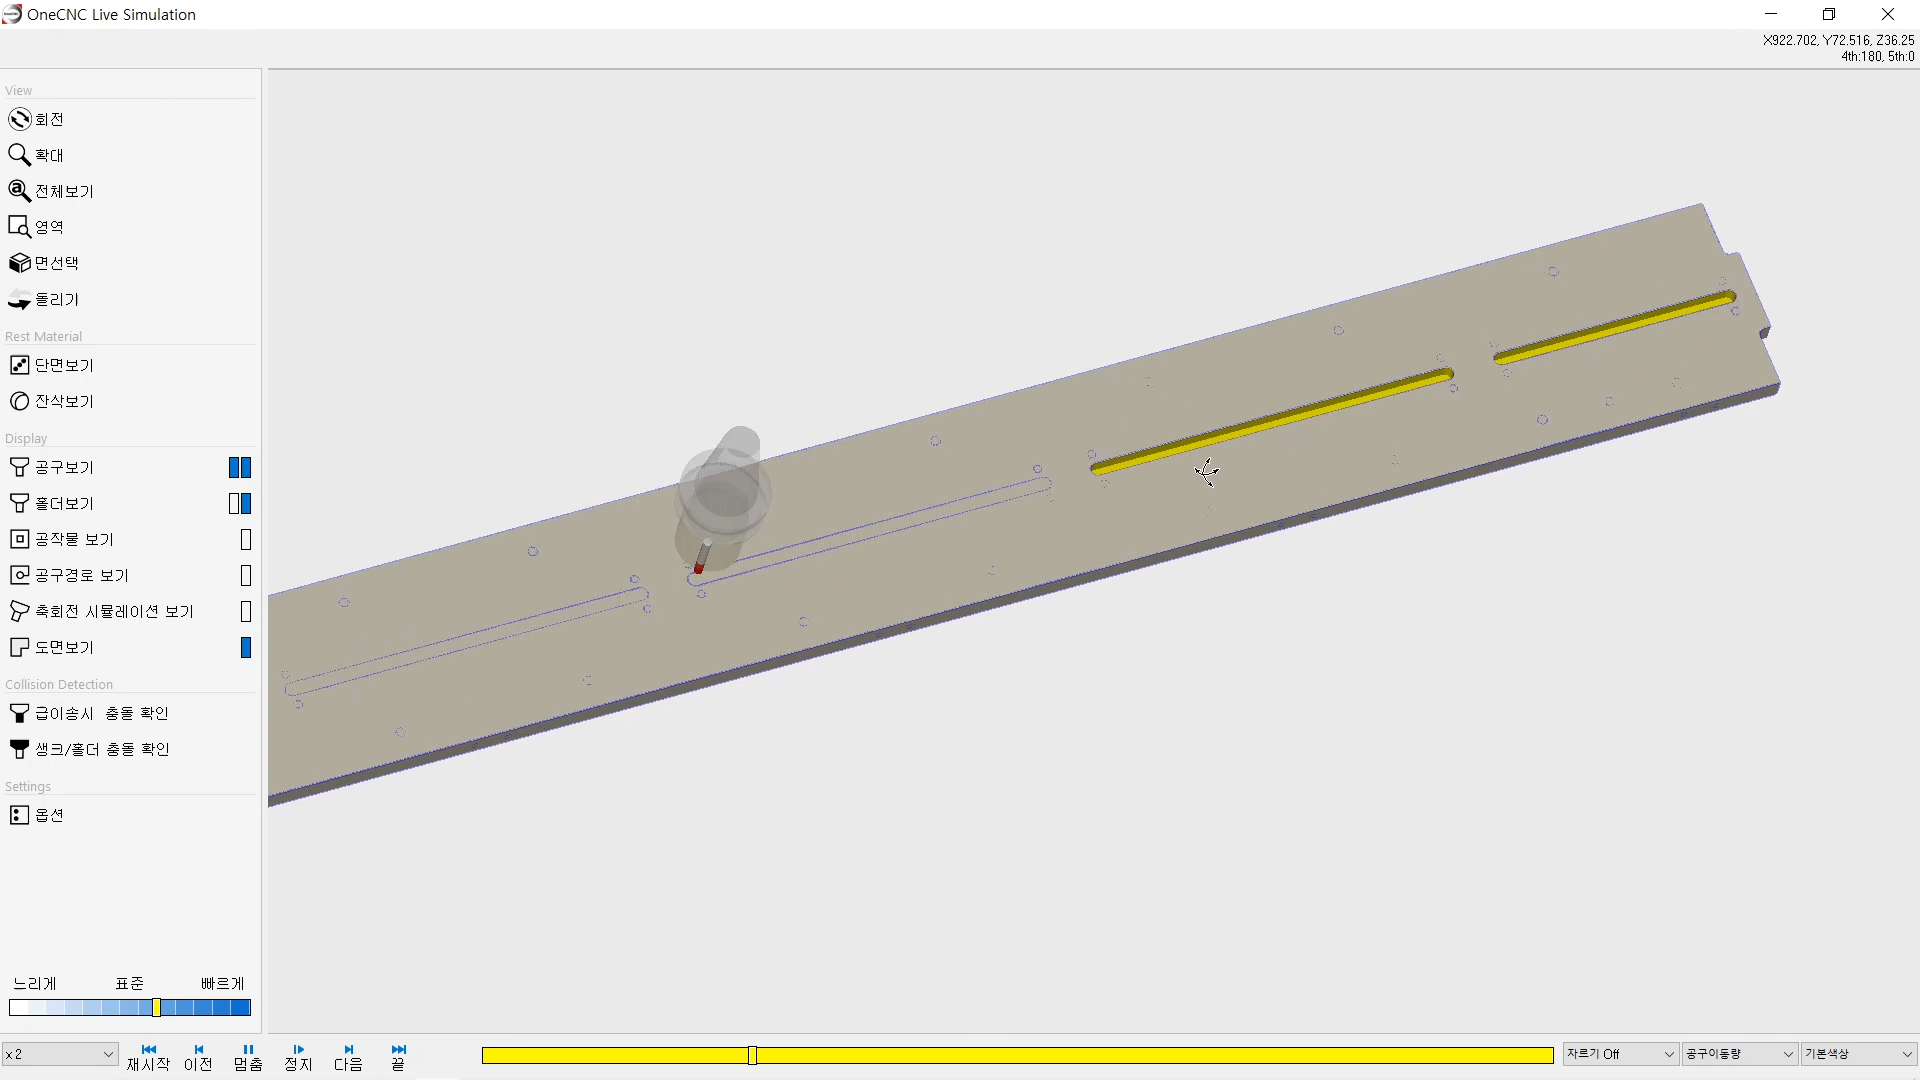 OneCNC Live Simulation
X922.702, Y72.516, Z36.25
4th:180, 5th:0
View
회전
확대
전체보기
영역
면선택
돌리기
Rest Material
단면보기
잔삭보기
Display
공구보기
홀더보기
공작물 보기
공구경로 보기
축회전 시뮬레이션 보기
도면보기
Collision Detection
급이송시 충돌 확인
생크/홀더 충돌 확인
Settings
옵션
느리게 표준 빠르게
x 2
재시작 이전 멈춤 정지 다음 끝
자르기 Off
공구이동량
기본색상